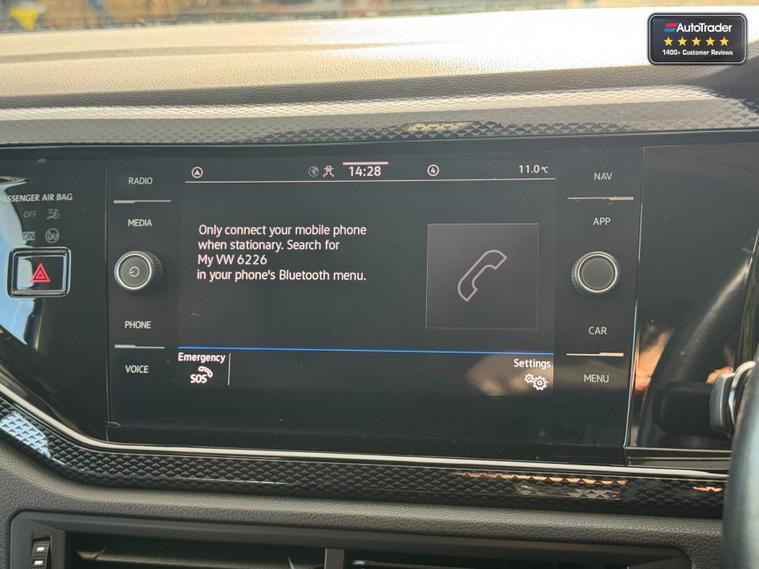 AutoTrader
1400+ Customer Reviews
14:28
4
11.0°C
RADIO
NAV
PASSENGER AIR BAG
OFF
MEDIA
APP
Only connect your mobile phone
when stationary. Search for
My VW 6226
in your phone's Bluetooth menu.
PHONE
CAR
Emergency
SOS
Settings
VOICE
MENU